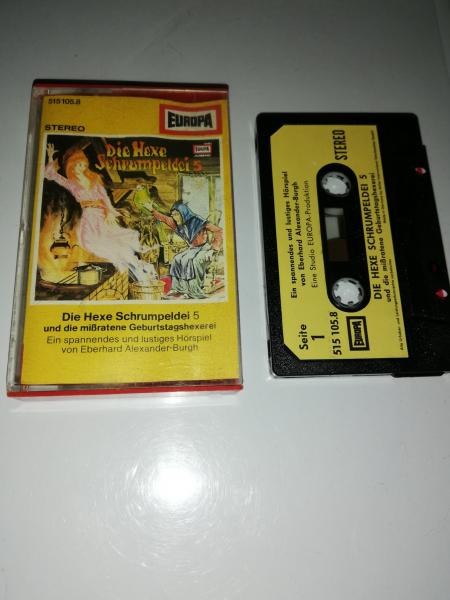 515 105.8
EUROPA
STEREO
Die Hexe
Schrumpeldei 5
EUROPA
Die Hexe Schrumpeldei 5
und die mißratene Geburtstagshexerei
Ein spannendes und lustiges Hörspiel
von Eberhard Alexander-Burgh
STEREO
Ein spannendes und lustiges Hörspiel
von Eberhard Alexander-Burgh
Eine Studio EUROPA-Produktion
DIE HEXE SCHRUMPELDEI 5
und die mißratene Geburtstagshexerei
Seite
1
515 105.8
EUROPA